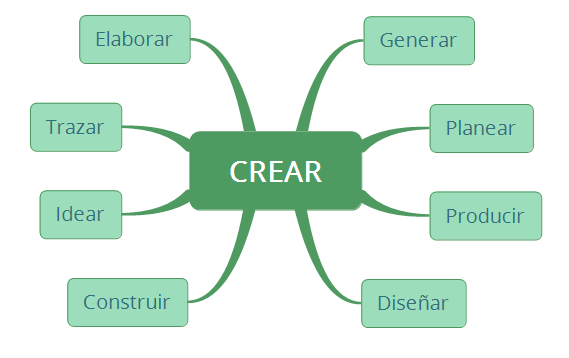 Elaborar
Generar
Trazar
Planear
CREAR
Idear
Producir
Construir
Diseñar